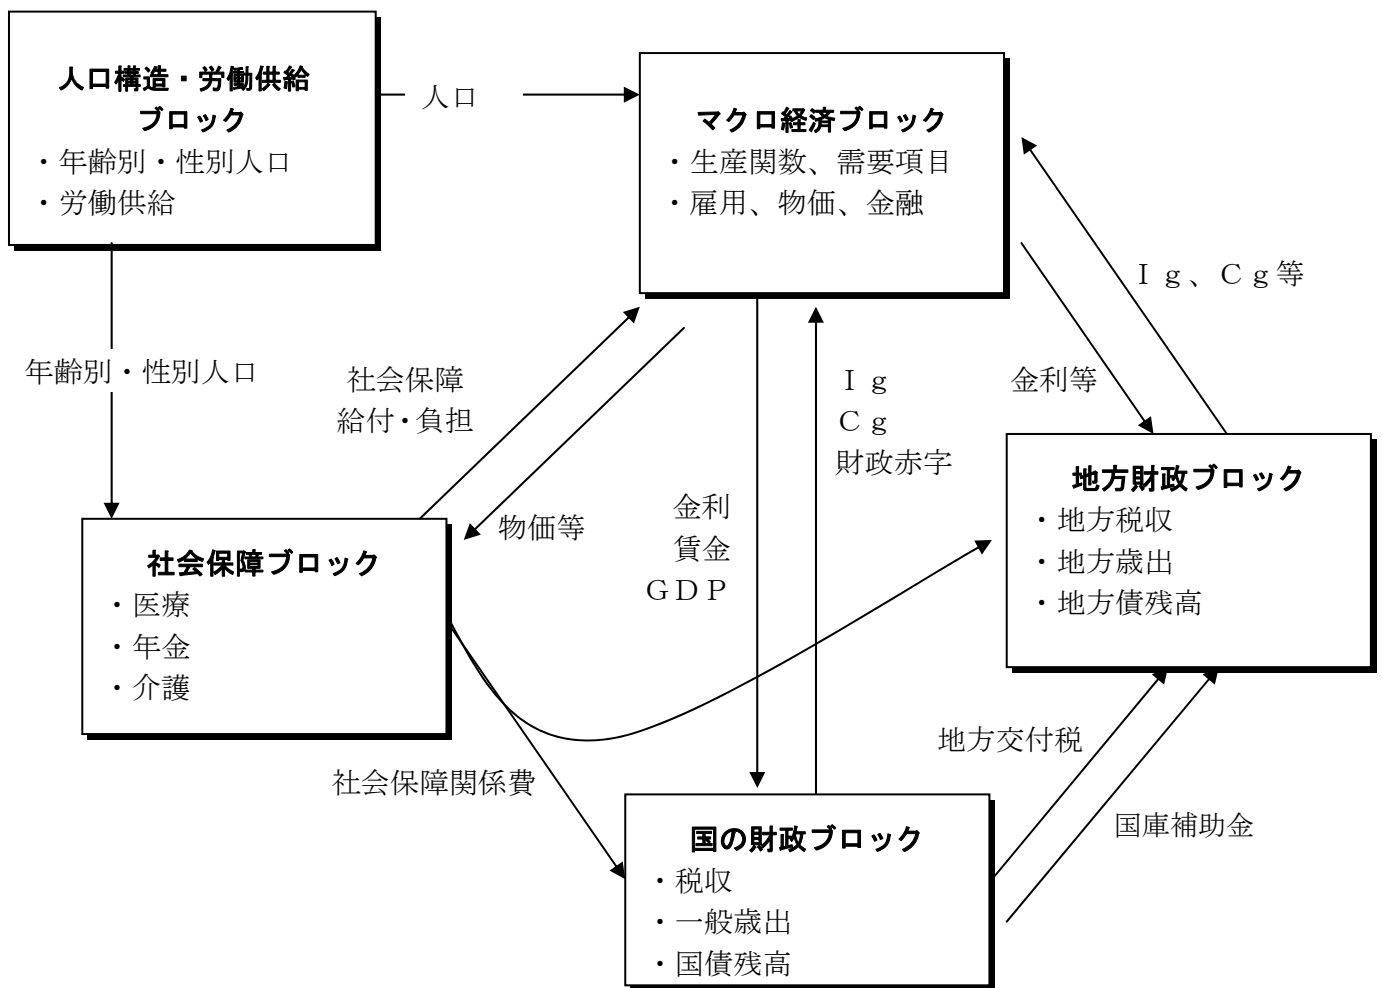 人口構造・労働供給
ブロック
・年齢別・性別人口
・労働供給
人口
マクロ経済ブロック
・生産関数、需要項目
・雇用、物価、金融
Ｉｇ、Ｃｇ等
年齢別・性別人口
社会保障
給付・負担
物価等
金利
賃金
ＧＤＰ
Ｉｇ
Ｃｇ
財政赤字
金利等
地方財政ブロック
・地方税収
・地方歳出
・地方債残高
社会保障ブロック
・医療
・年金
・介護
社会保障関係費
地方交付税
国庫補助金
国の財政ブロック
・税収
・一般歳出
・国債残高